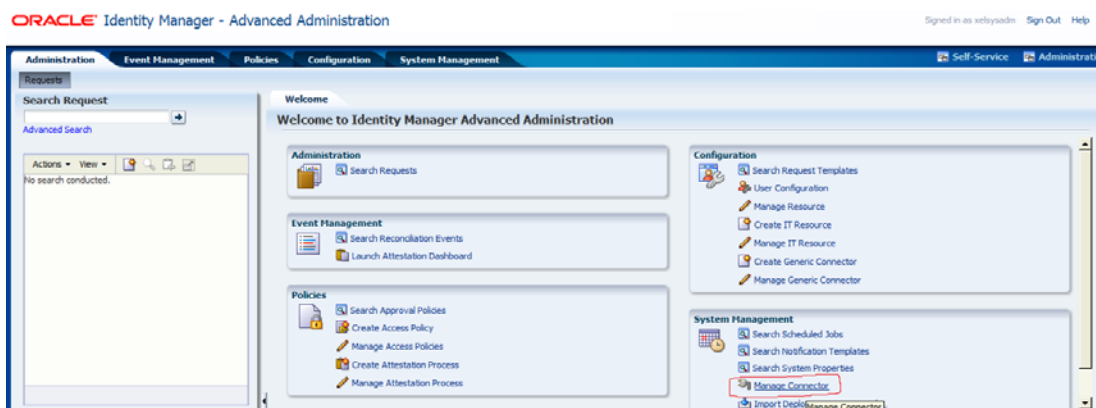 ORACLE Identity Manager - Advanced Administration
Signed in as xelsysadm Sign Out Help
Administration Event Management Policies Configuration System Management
Self-Service Administrati
Requests
Search Request
Advanced Search
Actions View
No search conducted.
Welcome
Welcome to Identity Manager Advanced Administration
Administration
Search Requests
Event Management
Search Reconciliation Events
Launch Attestation Dashboard
Policies
Search Approval Policies
Create Access Policy
Manage Access Policies
Create Attestation Process
Manage Attestation Process
Configuration
Search Request Templates
User Configuration
Manage Resource
Create IT Resource
Manage IT Resource
Create Generic Connector
Manage Generic Connector
System Management
Search Scheduled Jobs
Search Notification Templates
Search System Properties
Manage Connector
Import Deplo
Manage Connector